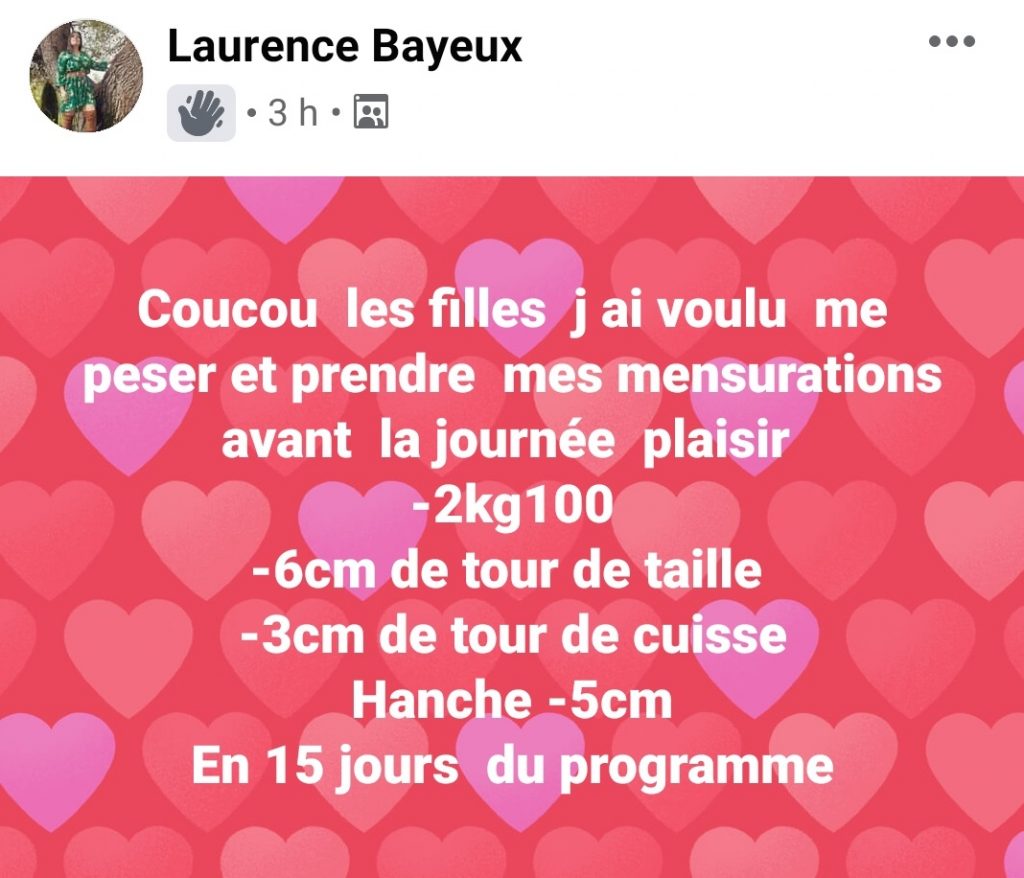 Laurence Bayeux
• 3 h •
Coucou les filles j ai voulu me
peser et prendre mes mensurations
avant la journée plaisir
-2kg100
-6cm de tour de taille
-3cm de tour de cuisse
Hanche -5cm
En 15 jours du programme